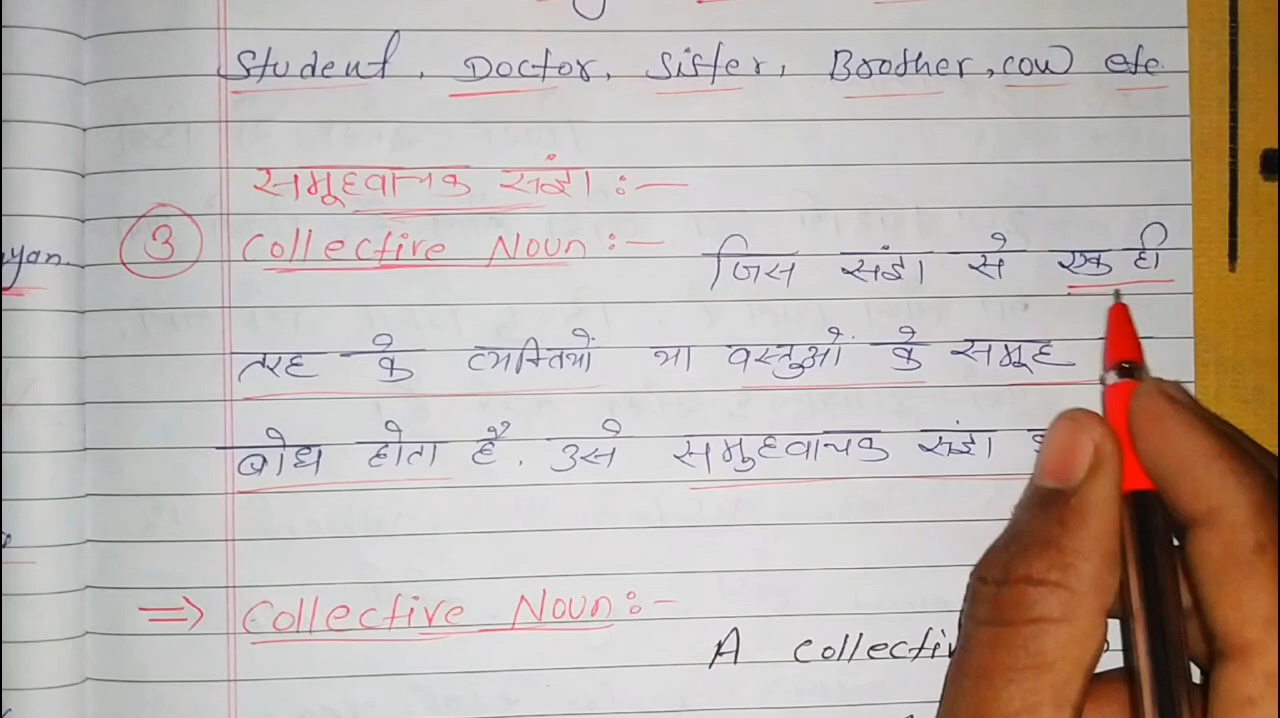 Student, Doctor, Sister, Brother, cow etc.
समूहवाचक संज्ञा :—
③ Collective Noun :— जिस संज्ञा से एक ही
yan.
तरह के व्यक्तियों या वस्तुओं के समूह
बोध होता है. उसे समुहवाचक संज्ञा
⇒ Collective Noun :-
A collecti